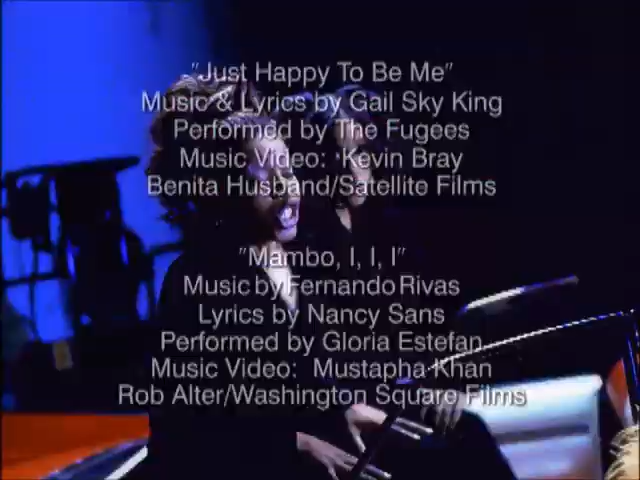 "Just Happy To Be Me"
Music & Lyrics by Gail Sky King
Performed by The Fugees
Music Video:  Kevin Bray
Benita Husband/Satellite Films
"Mambo, I, I, I"
Music by Fernando Rivas
Lyrics by Nancy Sans
Performed by Gloria Estefan
Music Video:  Mustapha Khan
Rob Alter/Washington Square Films